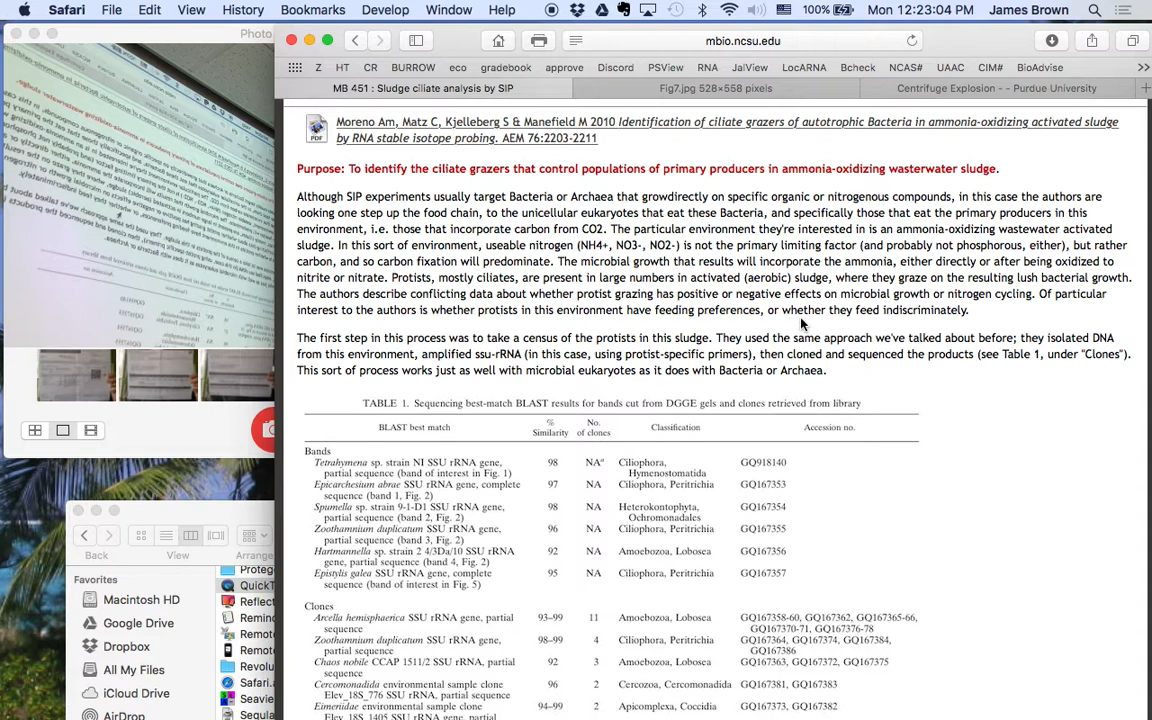 Safari File Edit View History Bookmarks Develop Window Help 100% Mon 12:23:04 PM James Brown
Photo
mbio.ncsu.edu
Z HT CR BURROW eco gradebook approve Discord PSView RNA JalView LocARNA Bcheck NCAS# UAAC CIM# BioAdvise >>
MB 451 : Sludge ciliate analysis by SIP Fig7.jpg 528×558 pixels Centrifuge Explosion - - Purdue University +
PDF
Moreno Am, Matz C, Kjelleberg S & Manefield M 2010 Identification of ciliate grazers of autotrophic Bacteria in ammonia-oxidizing activated sludge
by RNA stable isotope probing. AEM 76:2203-2211
Purpose: To identify the ciliate grazers that control populations of primary producers in ammonia-oxidizing wastewater sludge.
Although SIP experiments usually target Bacteria or Archaea that growdirectly on specific organic or nitrogenous compounds, in this case the authors are
looking one step up the food chain, to the unicellular eukaryotes that eat these Bacteria, and specifically those that eat the primary producers in this
environment, i.e. those that incorporate carbon from CO2. The particular environment they're interested in is an ammonia-oxidizing wastewater activated
sludge. In this sort of environment, useable nitrogen (NH4+, NO3-, NO2-) is not the primary limiting factor (and probably not phosphorous, either), but rather
carbon, and so carbon fixation will predominate. The microbial growth that results will incorporate the ammonia, either directly or after being oxidized to
nitrite or nitrate. Protists, mostly ciliates, are present in large numbers in activated (aerobic) sludge, where they graze on the resulting lush bacterial growth.
The authors describe conflicting data about whether protist grazing has positive or negative effects on microbial growth or nitrogen cycling. Of particular
interest to the authors is whether protists in this environment have feeding preferences, or whether they feed indiscriminately.
The first step in this process was to take a census of the protists in this sludge. They used the same approach we've talked about before; they isolated DNA
from this environment, amplified ssu-rRNA (in this case, using protist-specific primers), then cloned and sequenced the products (see Table 1, under "Clones").
This sort of process works just as well with microbial eukaryotes as it does with Bacteria or Archaea.
TABLE 1. Sequencing best-match BLAST results for bands cut from DGGE gels and clones retrieved from library
BLAST best match % Similarity No. of clones Classification Accession no.
Bands
Tetrahymena sp. strain NI SSU rRNA gene, 98 NAa Ciliophora, GQ918140
partial sequence (band of interest in Fig. 1) Hymenostomatida
Epicarchesium abrae SSU rRNA gene, complete 97 NA Ciliophora, Peritrichia GQ167353
sequence (band 1, Fig. 2)
Spumella sp. strain 9-1-D1 SSU rRNA gene, 98 NA Heterokontophyta, GQ167354
partial sequence (band 2, Fig. 2) Ochromonadales
Zoothamnium duplicatum SSU rRNA gene, 96 NA Ciliophora, Peritrichia GQ167355
partial sequence (band 3, Fig. 2)
Hartmannella sp. strain 2 4/3Da/10 SSU rRNA 92 NA Amoebozoa, Lobosea GQ167356
gene, partial sequence (band 4, Fig. 2)
Epistylis galea SSU rRNA gene, complete 95 NA Ciliophora, Peritrichia GQ167357
sequence (band of interest in Fig. 5)
Clones
Arcella hemisphaerica SSU rRNA gene, partial 93–99 11 Amoebozoa, Lobosea GQ167358-60, GQ167362, GQ167365-66,
sequence GQ167370-71, GQ167376-78
Zoothamnium duplicatum SSU rRNA gene, 98–99 4 Ciliophora, Peritrichia GQ167364, GQ167374, GQ167384,
partial sequence GQ167386
Chaos nobile CCAP 1511/2 SSU rRNA, partial 92 3 Amoebozoa, Lobosea GQ167363, GQ167372, GQ167375
sequence
Cercomonadida environmental sample clone 96 2 Cercozoa, Cercomonadida GQ167381, GQ167383
Elev_18S_776 SSU rRNA, partial sequence
Eimeriidae environmental sample clone 94–99 2 Apicomplexa, Coccidia GQ167373, GQ167382
Elev_18S_1405 SSU rRNA, partial
Back View Arrange
Favorites
Macintosh HD
Google Drive
Dropbox
All My Files
iCloud Drive
AirDrop
Proteg
QuickT
Reflect
Remin
Remot
Remot
Revolu
Safari.
Seavie
Sequla